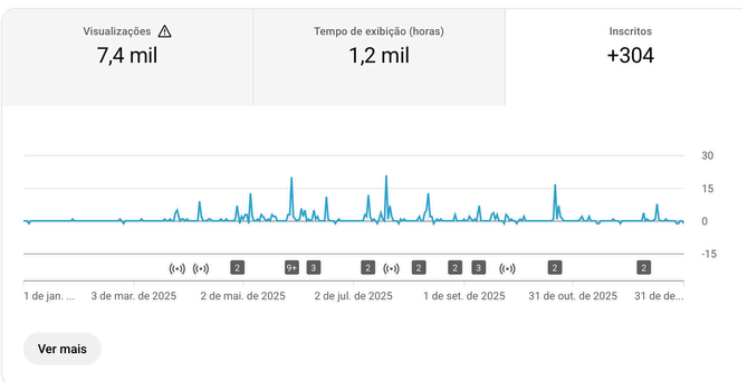 Visualizações
7,4 mil
Tempo de exibição (horas)
1,2 mil
Inscritos
+304
30
15
0
-15
2 9+ 3 2 2 2 3 2 2
1 de jan. ... 3 de mar. de 2025 2 de mai. de 2025 2 de jul. de 2025 1 de set. de 2025 31 de out. de 2025 31 de de...
Ver mais